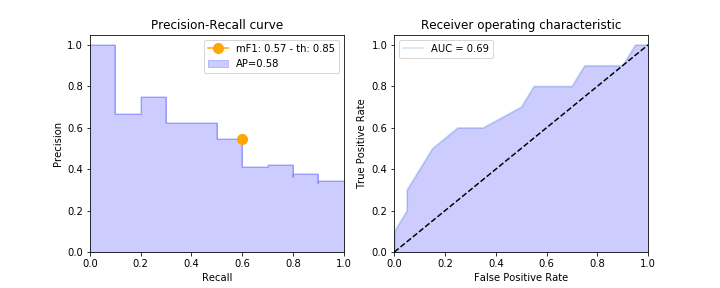 Precision-Recall curve
Precision
1.0
0.8
0.6
0.4
0.2
0.0
mF1: 0.57 - th: 0.85
AP=0.58
0.0 0.2 0.4 0.6 0.8 1.0
Recall
Receiver operating characteristic
True Positive Rate
1.0
0.8
0.6
0.4
0.2
0.0
AUC = 0.69
0.0 0.2 0.4 0.6 0.8 1.0
False Positive Rate